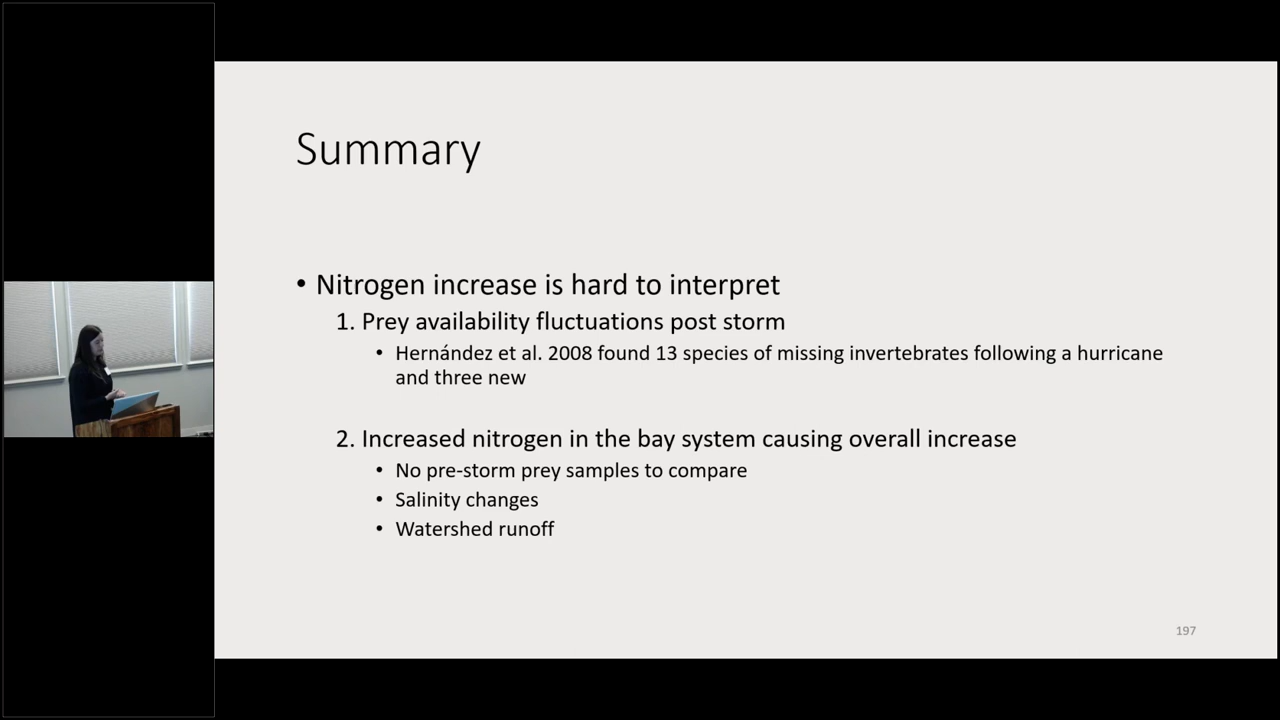 Summary
• Nitrogen increase is hard to interpret
1. Prey availability fluctuations post storm
• Hernández et al. 2008 found 13 species of missing invertebrates following a hurricane
and three new
2. Increased nitrogen in the bay system causing overall increase
• No pre-storm prey samples to compare
• Salinity changes
• Watershed runoff
197